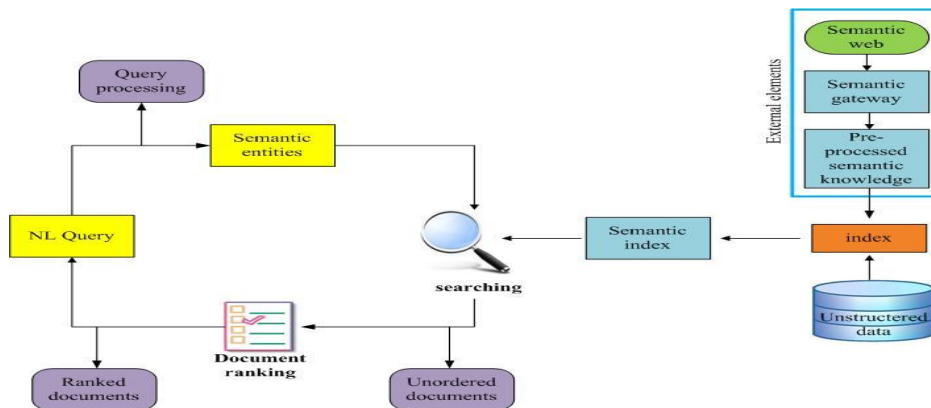 Semantic
web
Semantic
gateway
Pre-
processed
semantic
knowledge
External elements
Query
processing
Semantic
entities
NL Query
searching
Semantic
index
index
Unstructered
data
Document
ranking
Ranked
documents
Unordered
documents